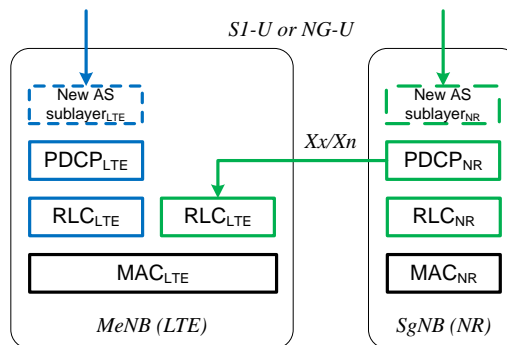 S1-U or NG-U
New AS
sublayerLTE
New AS
sublayerNR
PDCPLTE
Xx/Xn
PDCPNR
RLCLTE
RLCLTE
RLCNR
MACLTE
MACNR
MeNB (LTE)
SgNB (NR)